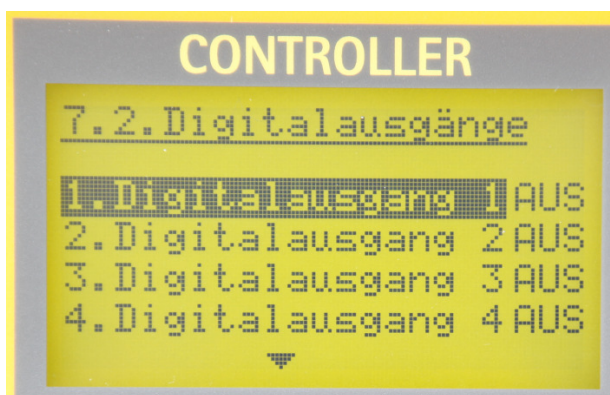 CONTROLLER
7.2.Digitalausgänge
1.Digitalausgang 1 AUS
2.Digitalausgang 2 AUS
3.Digitalausgang 3 AUS
4.Digitalausgang 4 AUS